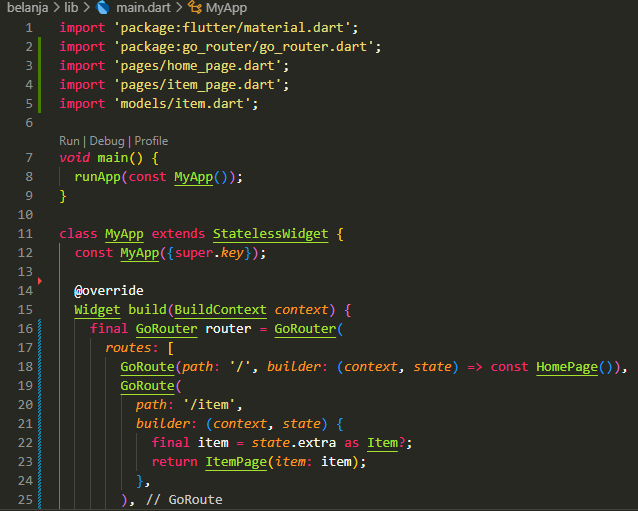 belanja > lib > main.dart > MyApp
1 import 'package:flutter/material.dart';
2 import 'package:go_router/go_router.dart';
3 import 'pages/home_page.dart';
4 import 'pages/item_page.dart';
5 import 'models/item.dart';
6
Run | Debug | Profile
7 void main() {
8   runApp(const MyApp());
9 }
10
11 class MyApp extends StatelessWidget {
12   const MyApp({super.key});
13
14   @override
15   Widget build(BuildContext context) {
16     final GoRouter router = GoRouter(
17       routes: [
18         GoRoute(path: '/', builder: (context, state) => const HomePage()),
19         GoRoute(
20           path: '/item',
21           builder: (context, state) {
22             final item = state.extra as Item?;
23             return ItemPage(item: item);
24           },
25         ), // GoRoute